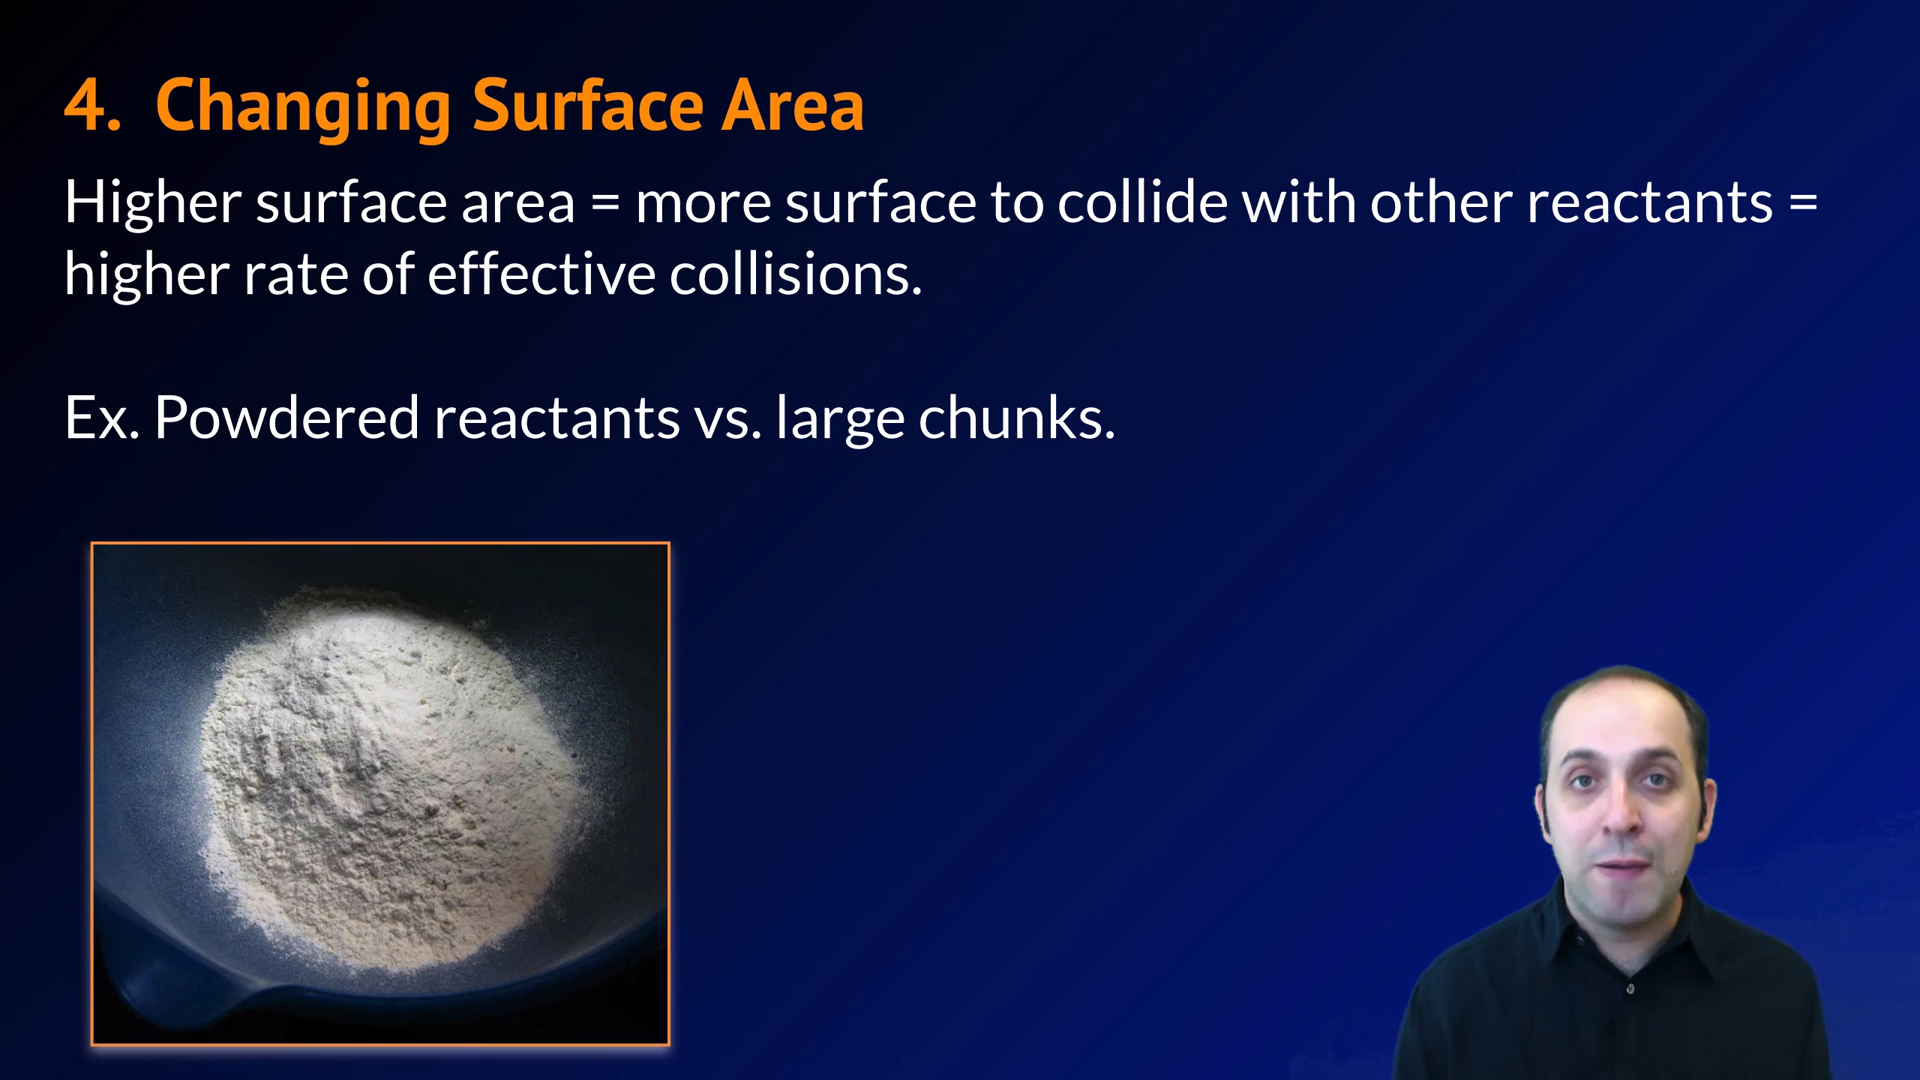 4. Changing Surface Area
Higher surface area = more surface to collide with other reactants =
higher rate of effective collisions.
Ex. Powdered reactants vs. large chunks.